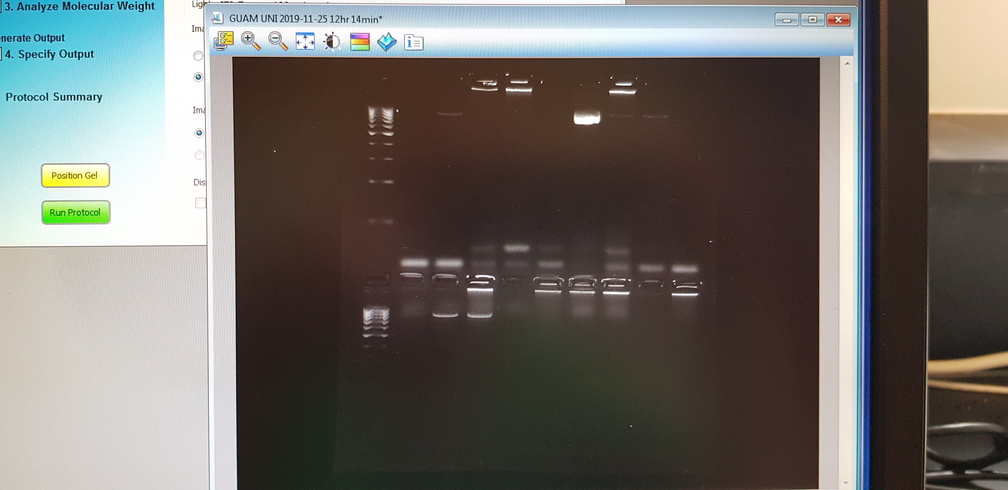 3. Analyze Molecular Weight
nerate Output
4. Specify Output
Protocol Summary
Position Gel
Run Protocol
Ima
Ima
Dis
GUAM UNI 2019-11-25 12hr 14min*